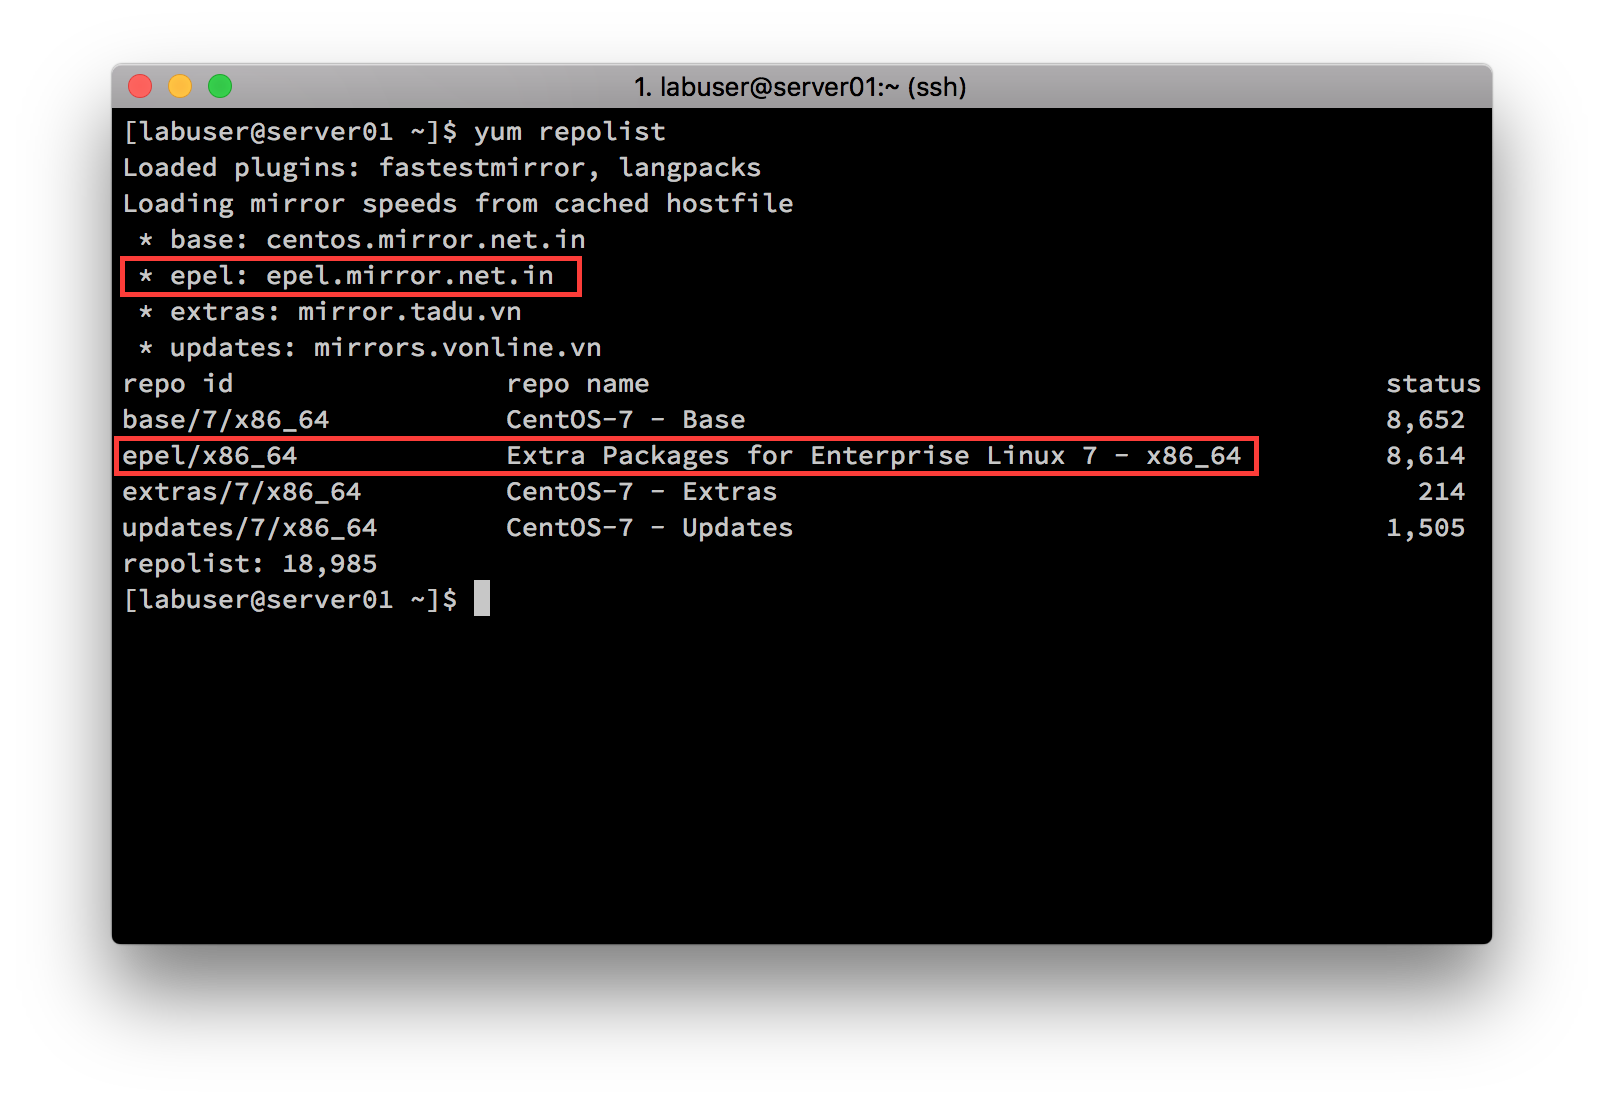 1. labuser@server01:~ (ssh)
[labuser@server01 ~]$ yum repolist
Loaded plugins: fastestmirror, langpacks
Loading mirror speeds from cached hostfile
 * base: centos.mirror.net.in
 * epel: epel.mirror.net.in
 * extras: mirror.tadu.vn
 * updates: mirrors.vonline.vn
repo id                 repo name                                              status
base/7/x86_64           CentOS-7 - Base                                        8,652
epel/x86_64             Extra Packages for Enterprise Linux 7 - x86_64         8,614
extras/7/x86_64         CentOS-7 - Extras                                        214
updates/7/x86_64        CentOS-7 - Updates                                     1,505
repolist: 18,985
[labuser@server01 ~]$